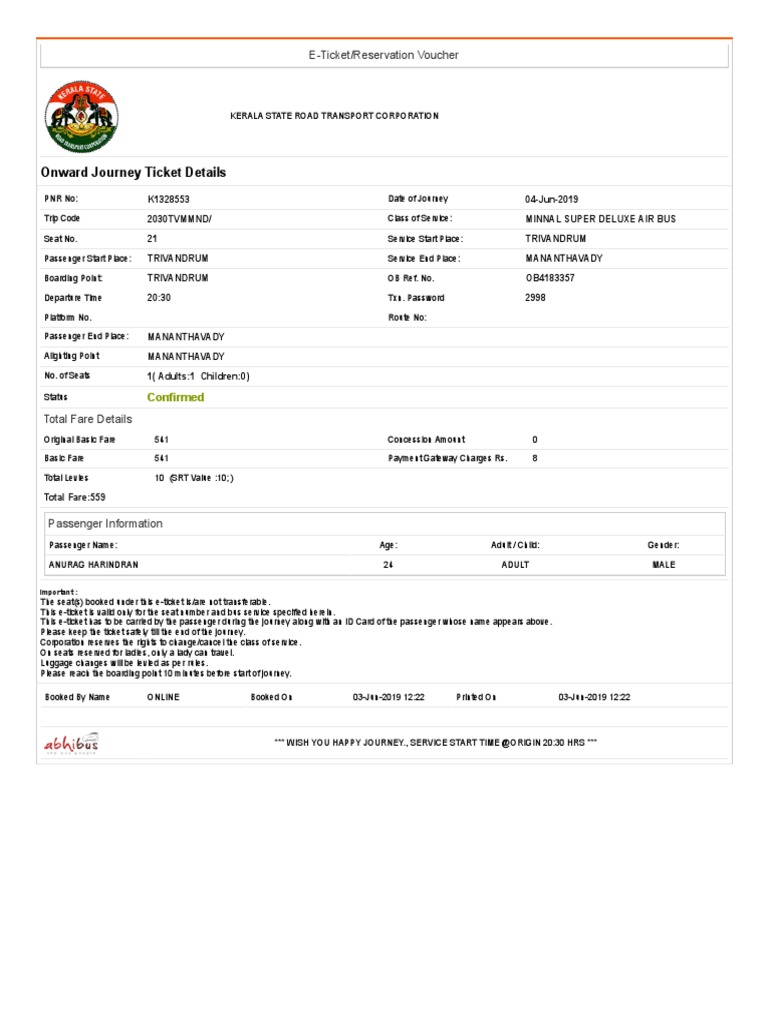 E-Ticket/Reservation Voucher
KERALA STATE
ROAD TRANSPORT CORPORATION
KERALA STATE ROAD TRANSPORT CORPORATION
Onward Journey Ticket Details
PNR No: K1328553 Date of Journey 04-Jun-2019
Trip Code 2030TVMMND/ Class of Service: MINNAL SUPER DELUXE AIR BUS
Seat No. 21 Service Start Place: TRIVANDRUM
Passenger Start Place: TRIVANDRUM Service End Place: MANANTHAVADY
Boarding Point: TRIVANDRUM OB Ref. No. OB4183357
Departure Time 20:30 Txn. Password 2998
Platform No. Route No:
Passenger End Place: MANANTHAVADY
Alighting Point MANANTHAVADY
No. of Seats 1( Adults:1 Children:0)
Status Confirmed
Total Fare Details
Original Basic Fare 541 Concession Amount 0
Basic Fare 541 Payment Gateway Charges Rs. 8
Total Levies 10 (SRT Value :10; )
Total Fare:559
Passenger Information
Passenger Name: Age: Adult / Child: Gender:
ANURAG HARINDRAN 24 ADULT MALE
Important :
The seat(s) booked under this e-ticket is/are not transferable.
This e-ticket is valid only for the seat number and bus service specified herein.
This e-ticket has to be carried by the passenger during the journey along with an ID Card of the passenger whose name appears above.
Please keep the ticket safely till the end of the journey.
Corporation reserves the rights to change/cancel the class of service.
On seats reserved for ladies, only a lady can travel.
Luggage changes will be levied as per rules.
Please reach the boarding point 10 minutes before start of journey.
Booked By Name ONLINE Booked On 03-Jun-2019 12:22 Printed On 03-Jun-2019 12:22
abhibus
*** WISH YOU HAPPY JOURNEY., SERVICE START TIME @ORIGIN 20:30 HRS ***